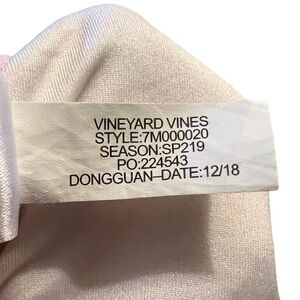 VINEYARD VINES
STYLE:7M000020
SEASON:SP219
PO:224543
DONGGUAN-DATE:12/18